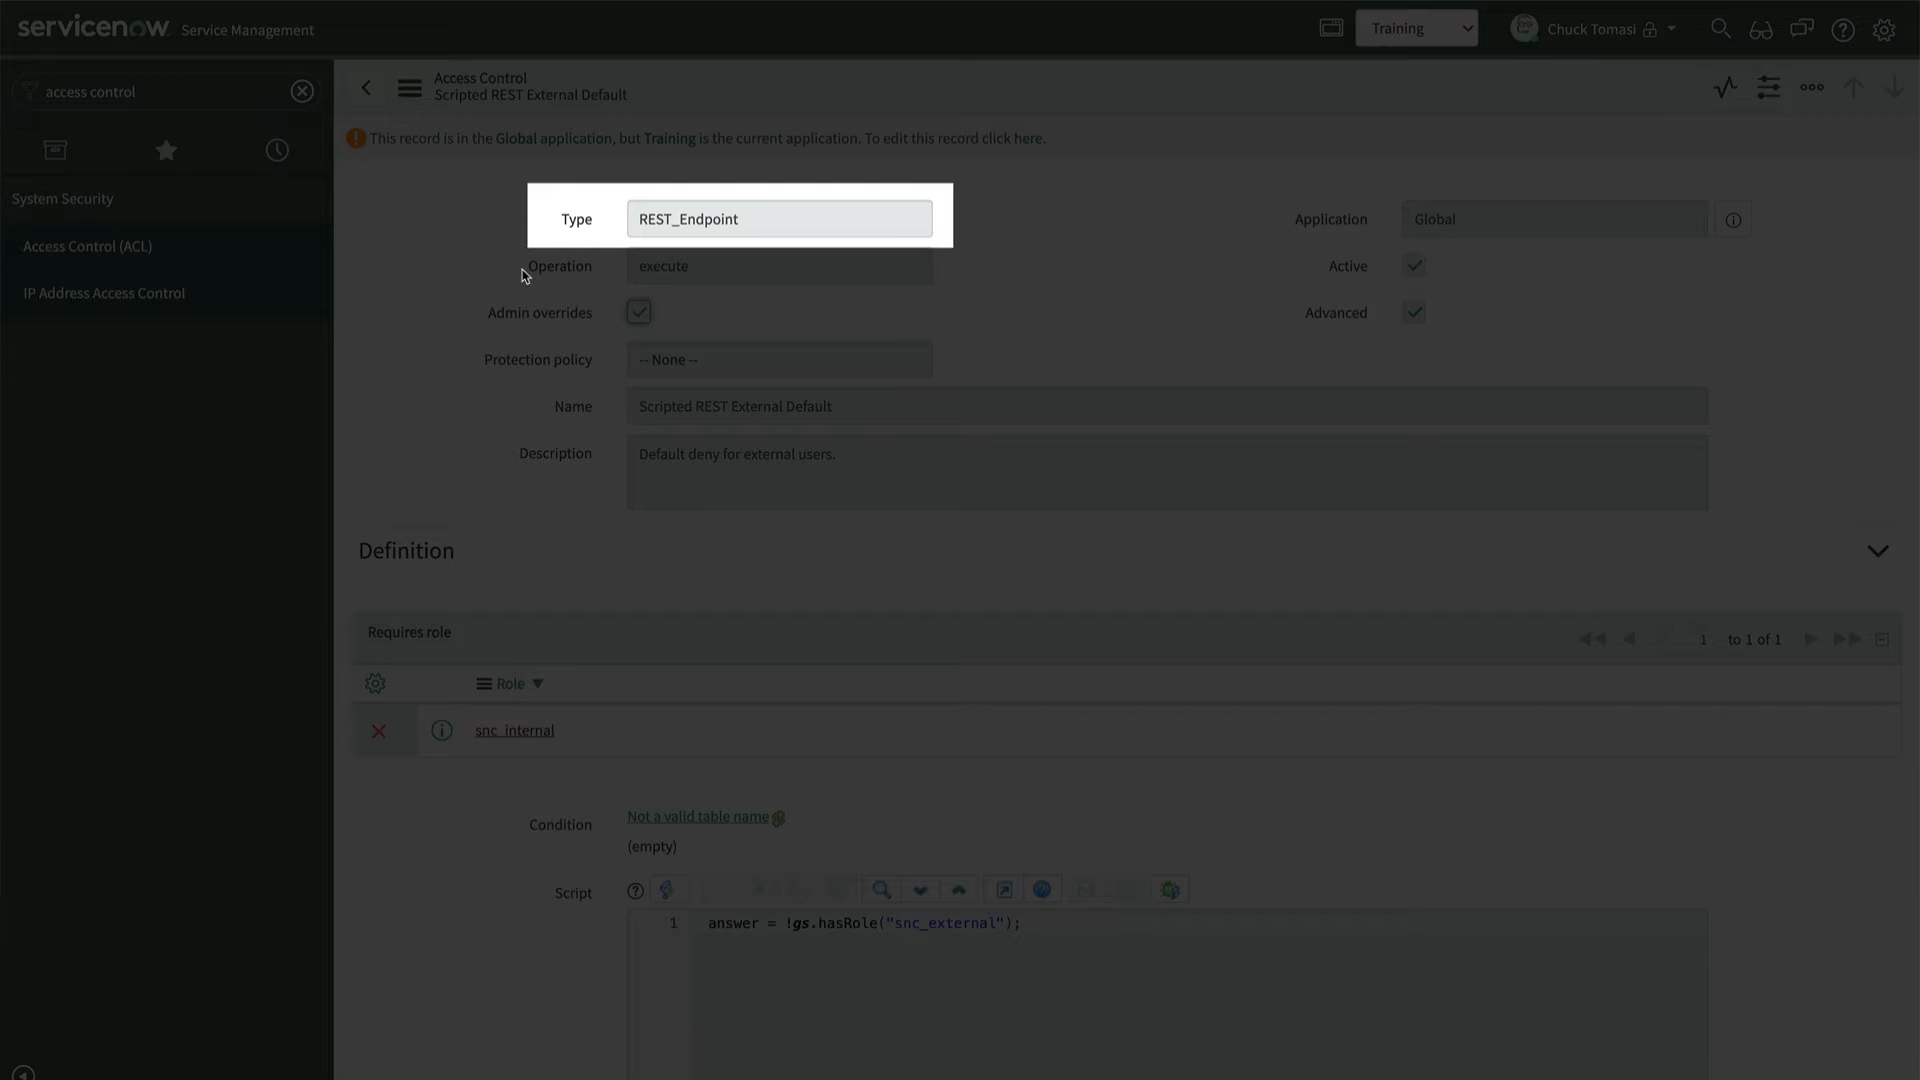 servicenow Service Management
Training
Chuck Tomasi
access control
System Security
Access Control (ACL)
IP Address Access Control
Access Control
Scripted REST External Default
This record is in the Global application, but Training is the current application. To edit this record click here.
Type REST_Endpoint
Application Global
Operation execute
Active
Admin overrides
Advanced
Protection policy -- None --
Name Scripted REST External Default
Description Default deny for external users.
Definition
Requires role
1 to 1 of 1
Role
snc_internal
Condition Not a valid table name
(empty)
Script
1 answer = !gs.hasRole("snc_external");